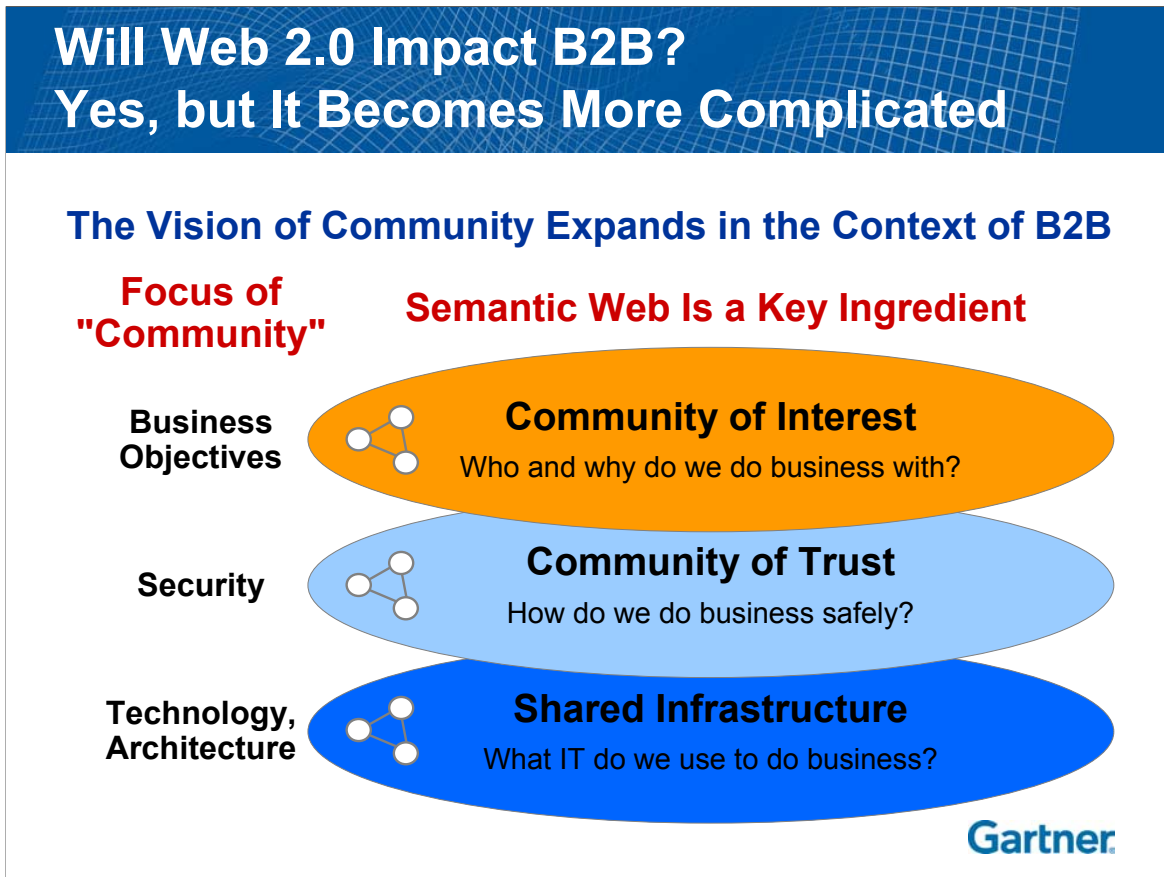 Will Web 2.0 Impact B2B?
Yes, but It Becomes More Complicated
The Vision of Community Expands in the Context of B2B
Focus of
"Community"
Semantic Web Is a Key Ingredient
Business
Objectives
Community of Interest
Who and why do we do business with?
Security
Community of Trust
How do we do business safely?
Technology,
Architecture
Shared Infrastructure
What IT do we use to do business?
Gartner